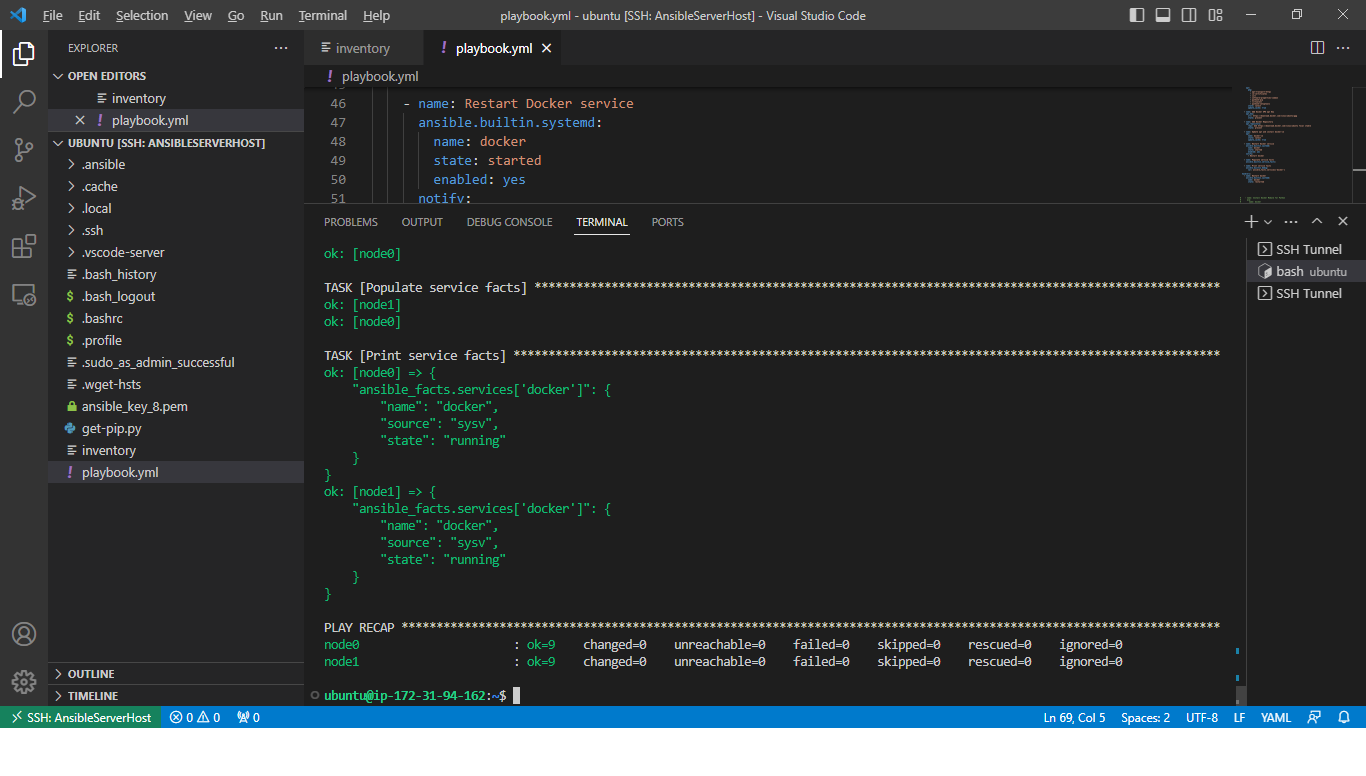 File Edit Selection View Go Run Terminal Help
playbook.yml - ubuntu [SSH: AnsibleServerHost] - Visual Studio Code
EXPLORER
OPEN EDITORS
inventory
! playbook.yml
UBUNTU [SSH: ANSIBLESERVERHOST]
.ansible
.cache
.local
.ssh
.vscode-server
.bash_history
$ .bash_logout
$ .bashrc
$ .profile
.sudo_as_admin_successful
.wget-hsts
ansible_key_8.pem
get-pip.py
inventory
! playbook.yml
OUTLINE
TIMELINE
inventory
! playbook.yml
! playbook.yml
46 - name: Restart Docker service
47 ansible.builtin.systemd:
48 name: docker
49 state: started
50 enabled: yes
51 notify:
PROBLEMS OUTPUT DEBUG CONSOLE TERMINAL PORTS
ok: [node0]
TASK [Populate service facts] **************************************************************************************************
ok: [node1]
ok: [node0]
TASK [Print service facts] *****************************************************************************************************
ok: [node0] => {
"ansible_facts.services['docker']": {
"name": "docker",
"source": "sysv",
"state": "running"
}
}
ok: [node1] => {
"ansible_facts.services['docker']": {
"name": "docker",
"source": "sysv",
"state": "running"
}
}
PLAY RECAP *********************************************************************************************************************
node0 : ok=9 changed=0 unreachable=0 failed=0 skipped=0 rescued=0 ignored=0
node1 : ok=9 changed=0 unreachable=0 failed=0 skipped=0 rescued=0 ignored=0
ubuntu@ip-172-31-94-162:~$
SSH Tunnel
bash ubuntu
SSH Tunnel
SSH: AnsibleServerHost 0 0 0
Ln 69, Col 5 Spaces: 2 UTF-8 LF YAML